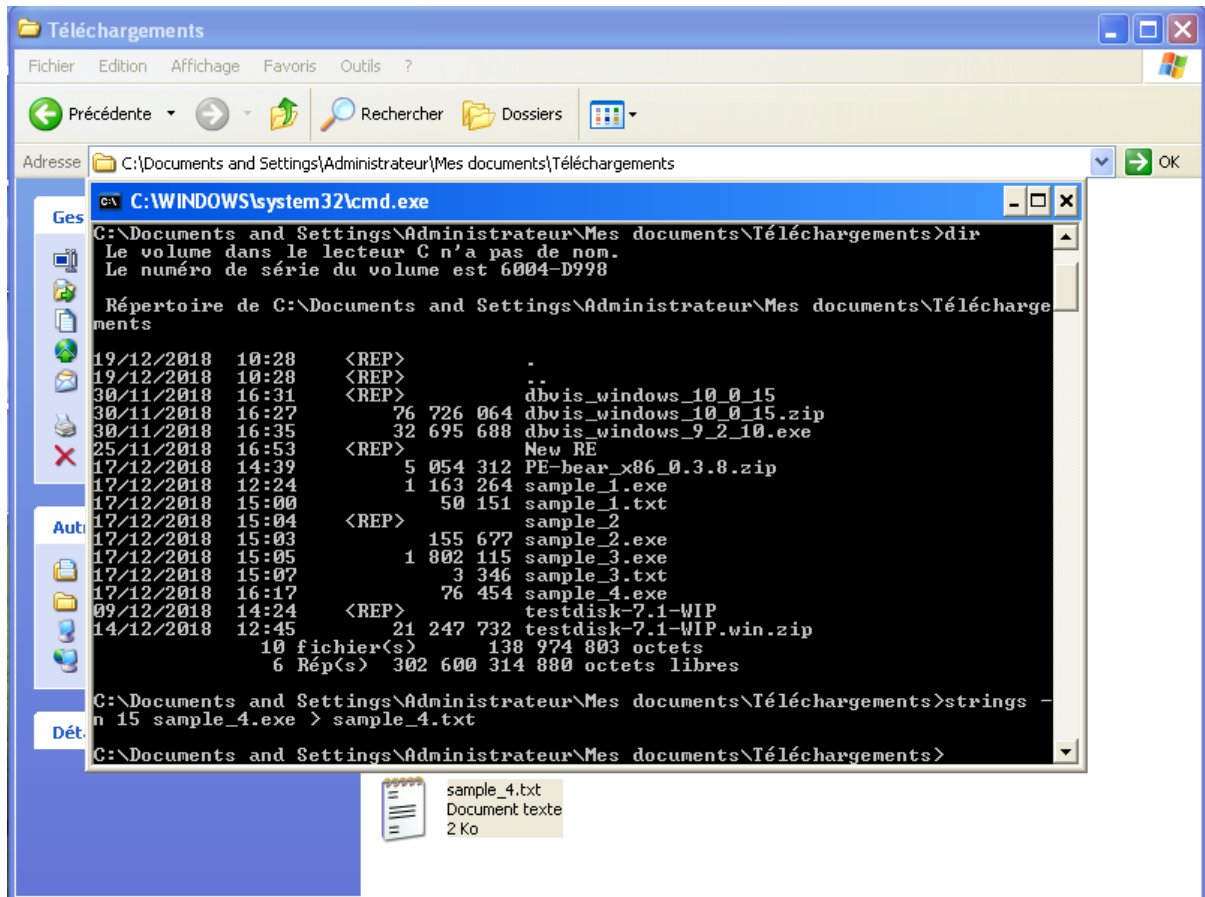 Téléchargements
Fichier Edition Affichage Favoris Outils ?
Précédente Rechercher Dossiers
Adresse C:\Documents and Settings\Administrateur\Mes documents\Téléchargements OK
Ges
Autr
Dét
C:\WINDOWS\system32\cmd.exe
C:\Documents and Settings\Administrateur\Mes documents\Téléchargements>dir
Le volume dans le lecteur C n'a pas de nom.
Le numéro de série du volume est 6004-D998
Répertoire de C:\Documents and Settings\Administrateur\Mes documents\Télécharge
ments
19/12/2018 10:28 <REP> .
19/12/2018 10:28 <REP> ..
30/11/2018 16:31 <REP> dbvis_windows_10_0_15
30/11/2018 16:27 76 726 064 dbvis_windows_10_0_15.zip
30/11/2018 16:35 32 695 688 dbvis_windows_9_2_10.exe
25/11/2018 16:53 <REP> New RE
17/12/2018 14:39 5 054 312 PE-bear_x86_0.3.8.zip
17/12/2018 12:24 1 163 264 sample_1.exe
17/12/2018 15:00 50 151 sample_1.txt
17/12/2018 15:04 <REP> sample_2
17/12/2018 15:03 155 677 sample_2.exe
17/12/2018 15:05 1 802 115 sample_3.exe
17/12/2018 15:07 3 346 sample_3.txt
17/12/2018 16:17 76 454 sample_4.exe
09/12/2018 14:24 <REP> testdisk-7.1-WIP
14/12/2018 12:45 21 247 732 testdisk-7.1-WIP.win.zip
10 fichier(s) 138 974 803 octets
6 Rép(s) 302 600 314 880 octets libres
C:\Documents and Settings\Administrateur\Mes documents\Téléchargements>strings -
n 15 sample_4.exe > sample_4.txt
C:\Documents and Settings\Administrateur\Mes documents\Téléchargements>
sample_4.txt
Document texte
2 Ko